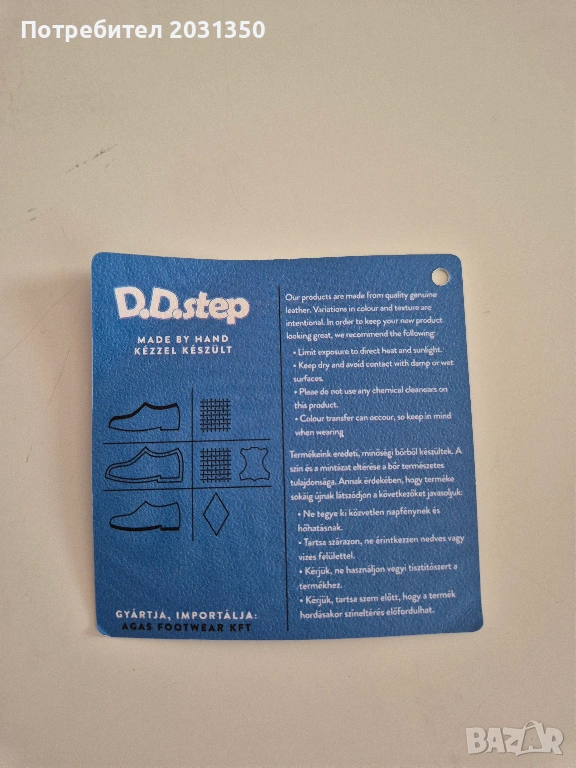 Потребител 2031350
D.D.step
MADE BY HAND
KÉZZEL KÉSZÜLT
GYÁRTJA, IMPORTÁLJA:
AGAS FOOTWEAR KFT
Our products are made from quality genuine
leather. Variations in colour and texture are
intentional. In order to keep your new product
looking great, we recommend the following:
• Limit exposure to direct heat and sunlight.
• Keep dry and avoid contact with damp or wet
surfaces.
• Pleae do not use any chemical cleanears on
this product.
• Colour transfer can occour, so keep in mind
when wearing
Termékeink eredeti, minőségi bőrből készültek. A
szín és a mintázat eltérése a bőr természetes
tulajdonsága. Annak érdekében, hogy terméke
sokáig újnak látszódjon a következőket javasoljuk:
• Ne tegye ki közvetlen napfénynek és
hőhatásnak.
• Tartsa szárazon, ne érintkezzen nedves vagy
vizes felülettel.
• Kérjük, ne használjon vegyi tisztítószert a
termékhez.
• Kérjük, tartsa szem előtt, hogy a termék
hordásakor színeltérés előfordulhat.
BAZAR